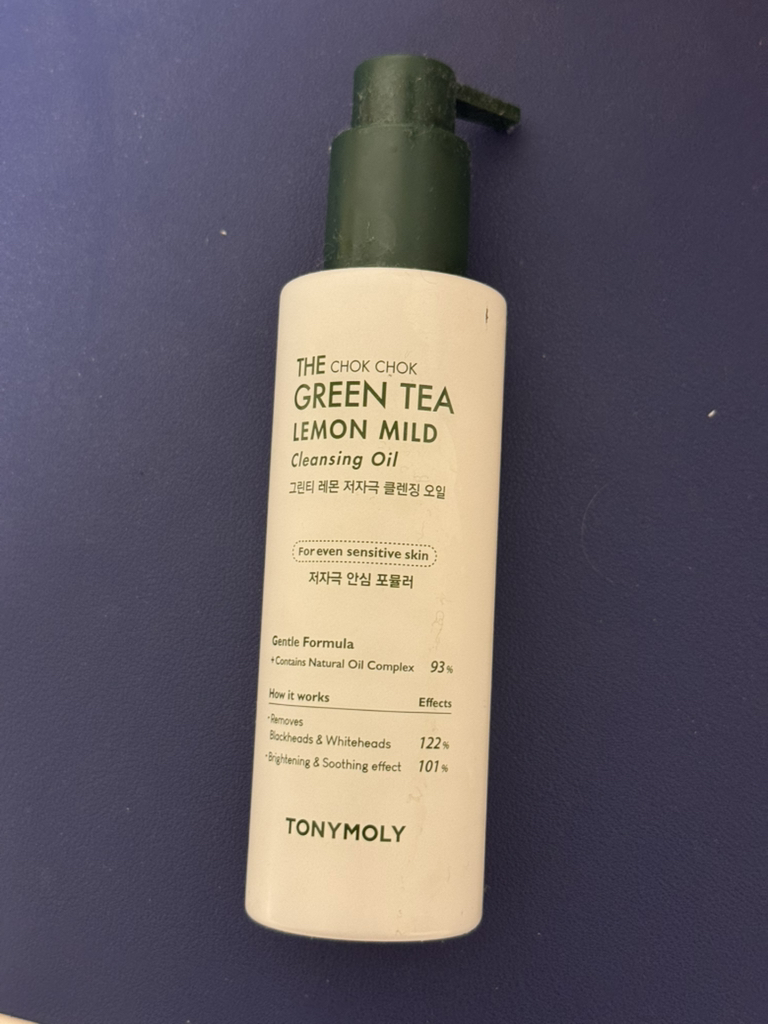 THE CHOK CHOK
GREEN TEA
LEMON MILD
Cleansing Oil
그린티 레몬 저자극 클렌징 오일
For even sensitive skin
저자극 안심 포뮬러
Gentle Formula
+Contains Natural Oil Complex 93%
How it works Effects
-Removes
Blackheads & Whiteheads 122%
-Brightening & Soothing effect 101%
TONYMOLY